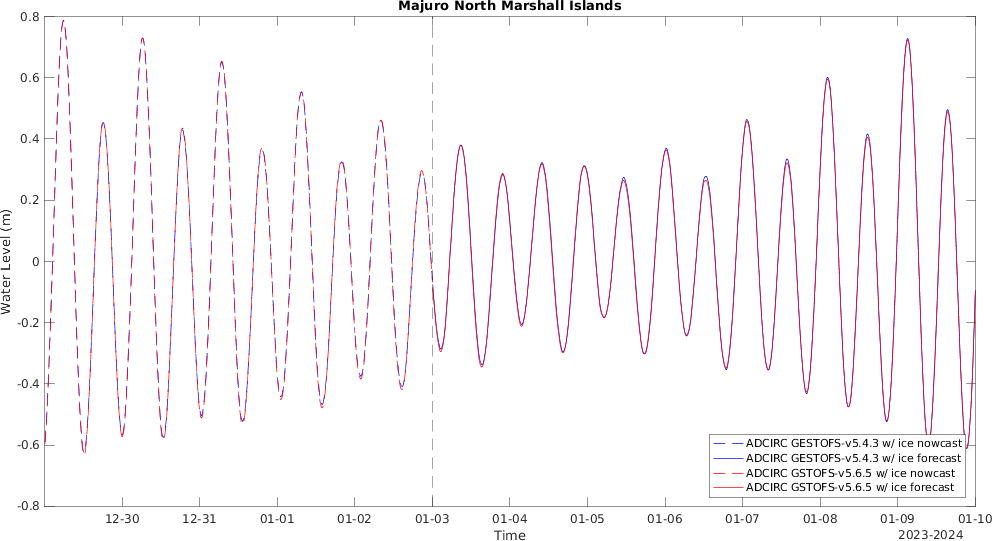 Majuro North Marshall Islands
0.8
0.6
0.4
0.2
0
-0.2
-0.4
-0.6
-0.8
Water Level (m)
ADCIRC GESTOFS-v5.4.3 w/ ice nowcast
ADCIRC GESTOFS-v5.4.3 w/ ice forecast
ADCIRC GSTOFS-v5.6.5 w/ ice nowcast
ADCIRC GSTOFS-v5.6.5 w/ ice forecast
12-30 12-31 01-01 01-02 01-03 01-04 01-05 01-06 01-07 01-08 01-09 01-10
Time
2023-2024